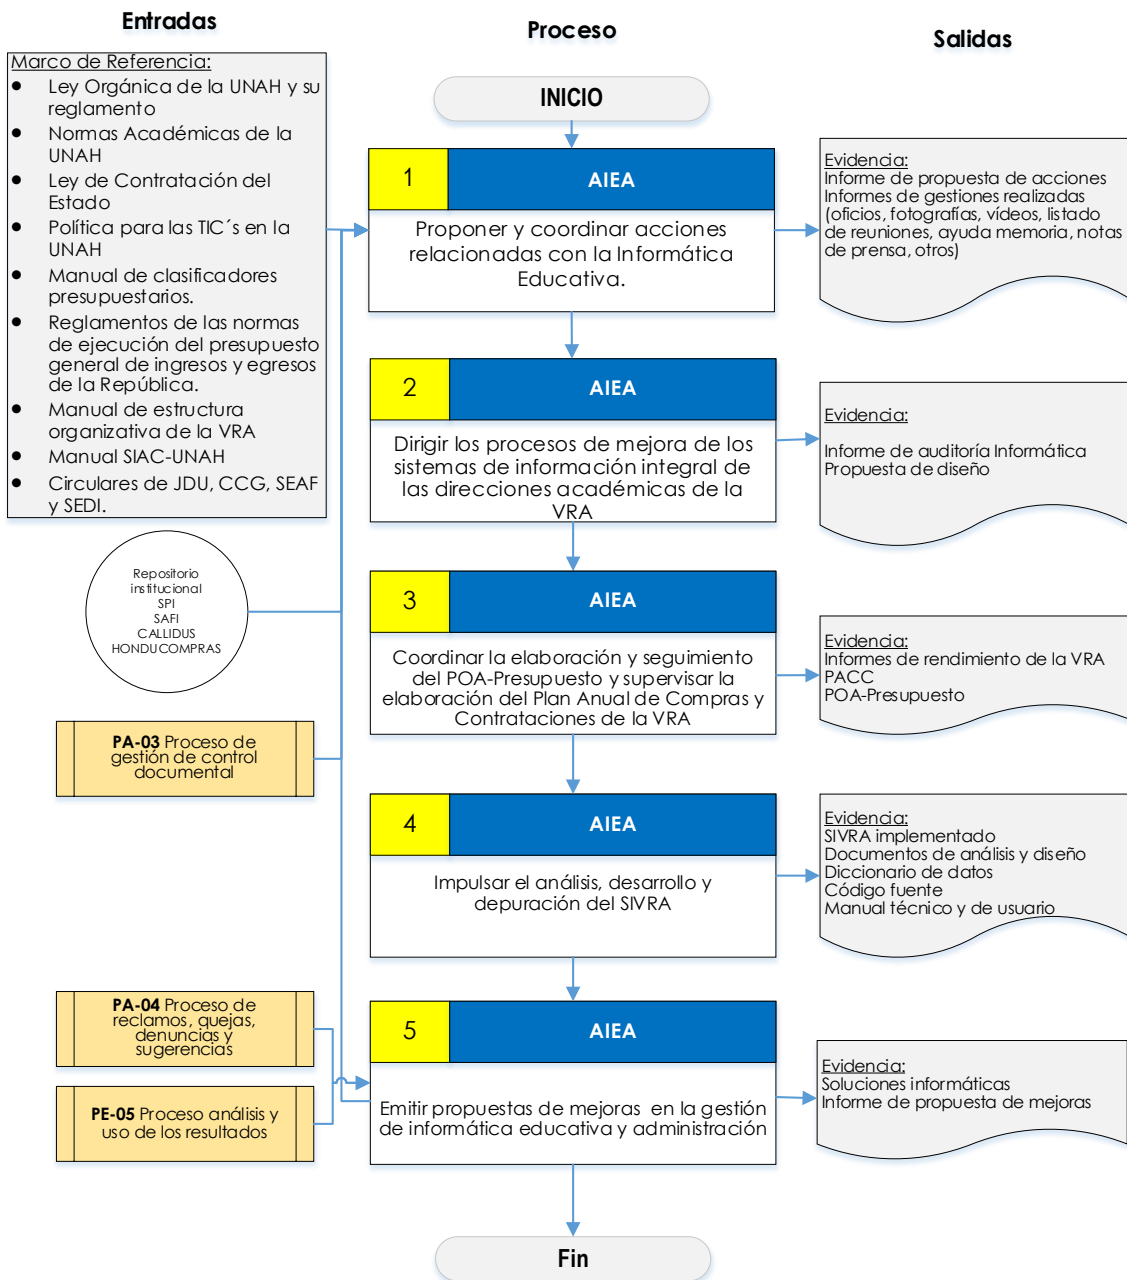 Entradas
Proceso
Salidas
Marco de Referencia:
● Ley Orgánica de la UNAH y su
reglamento
● Normas Académicas de la
UNAH
● Ley de Contratación del
Estado
● Política para las TIC´s en la
UNAH
● Manual de clasificadores
presupuestarios.
● Reglamentos de las normas
de ejecución del presupuesto
general de ingresos y egresos
de la República.
● Manual de estructura
organizativa de la VRA
● Manual SIAC-UNAH
● Circulares de JDU, CCG, SEAF
y SEDI.
Repositorio
institucional
SPI
SAFI
CALLIDUS
HONDUCOMPRAS
PA-03 Proceso de
gestión de control
documental
PA-04 Proceso de
reclamos, quejas,
denuncias y
sugerencias
PE-05 Proceso análisis y
uso de los resultados
INICIO
1
AIEA
Proponer y coordinar acciones
relacionadas con la Informática
Educativa.
2
AIEA
Dirigir los procesos de mejora de los
sistemas de información integral de
las direcciones académicas de la
VRA
3
AIEA
Coordinar la elaboración y seguimiento
del POA-Presupuesto y supervisar la
elaboración del Plan Anual de Compras y
Contrataciones de la VRA
4
AIEA
Impulsar el análisis, desarrollo y
depuración del SIVRA
5
AIEA
Emitir propuestas de mejoras en la gestión
de informática educativa y administración
Fin
Evidencia:
Informe de propuesta de acciones
Informes de gestiones realizadas
(oficios, fotografías, vídeos, listado
de reuniones, ayuda memoria, notas
de prensa, otros)
Evidencia:
Informe de auditoría Informática
Propuesta de diseño
Evidencia:
Informes de rendimiento de la VRA
PACC
POA-Presupuesto
Evidencia:
SIVRA implementado
Documentos de análisis y diseño
Diccionario de datos
Código fuente
Manual técnico y de usuario
Evidencia:
Soluciones informáticas
Informe de propuesta de mejoras